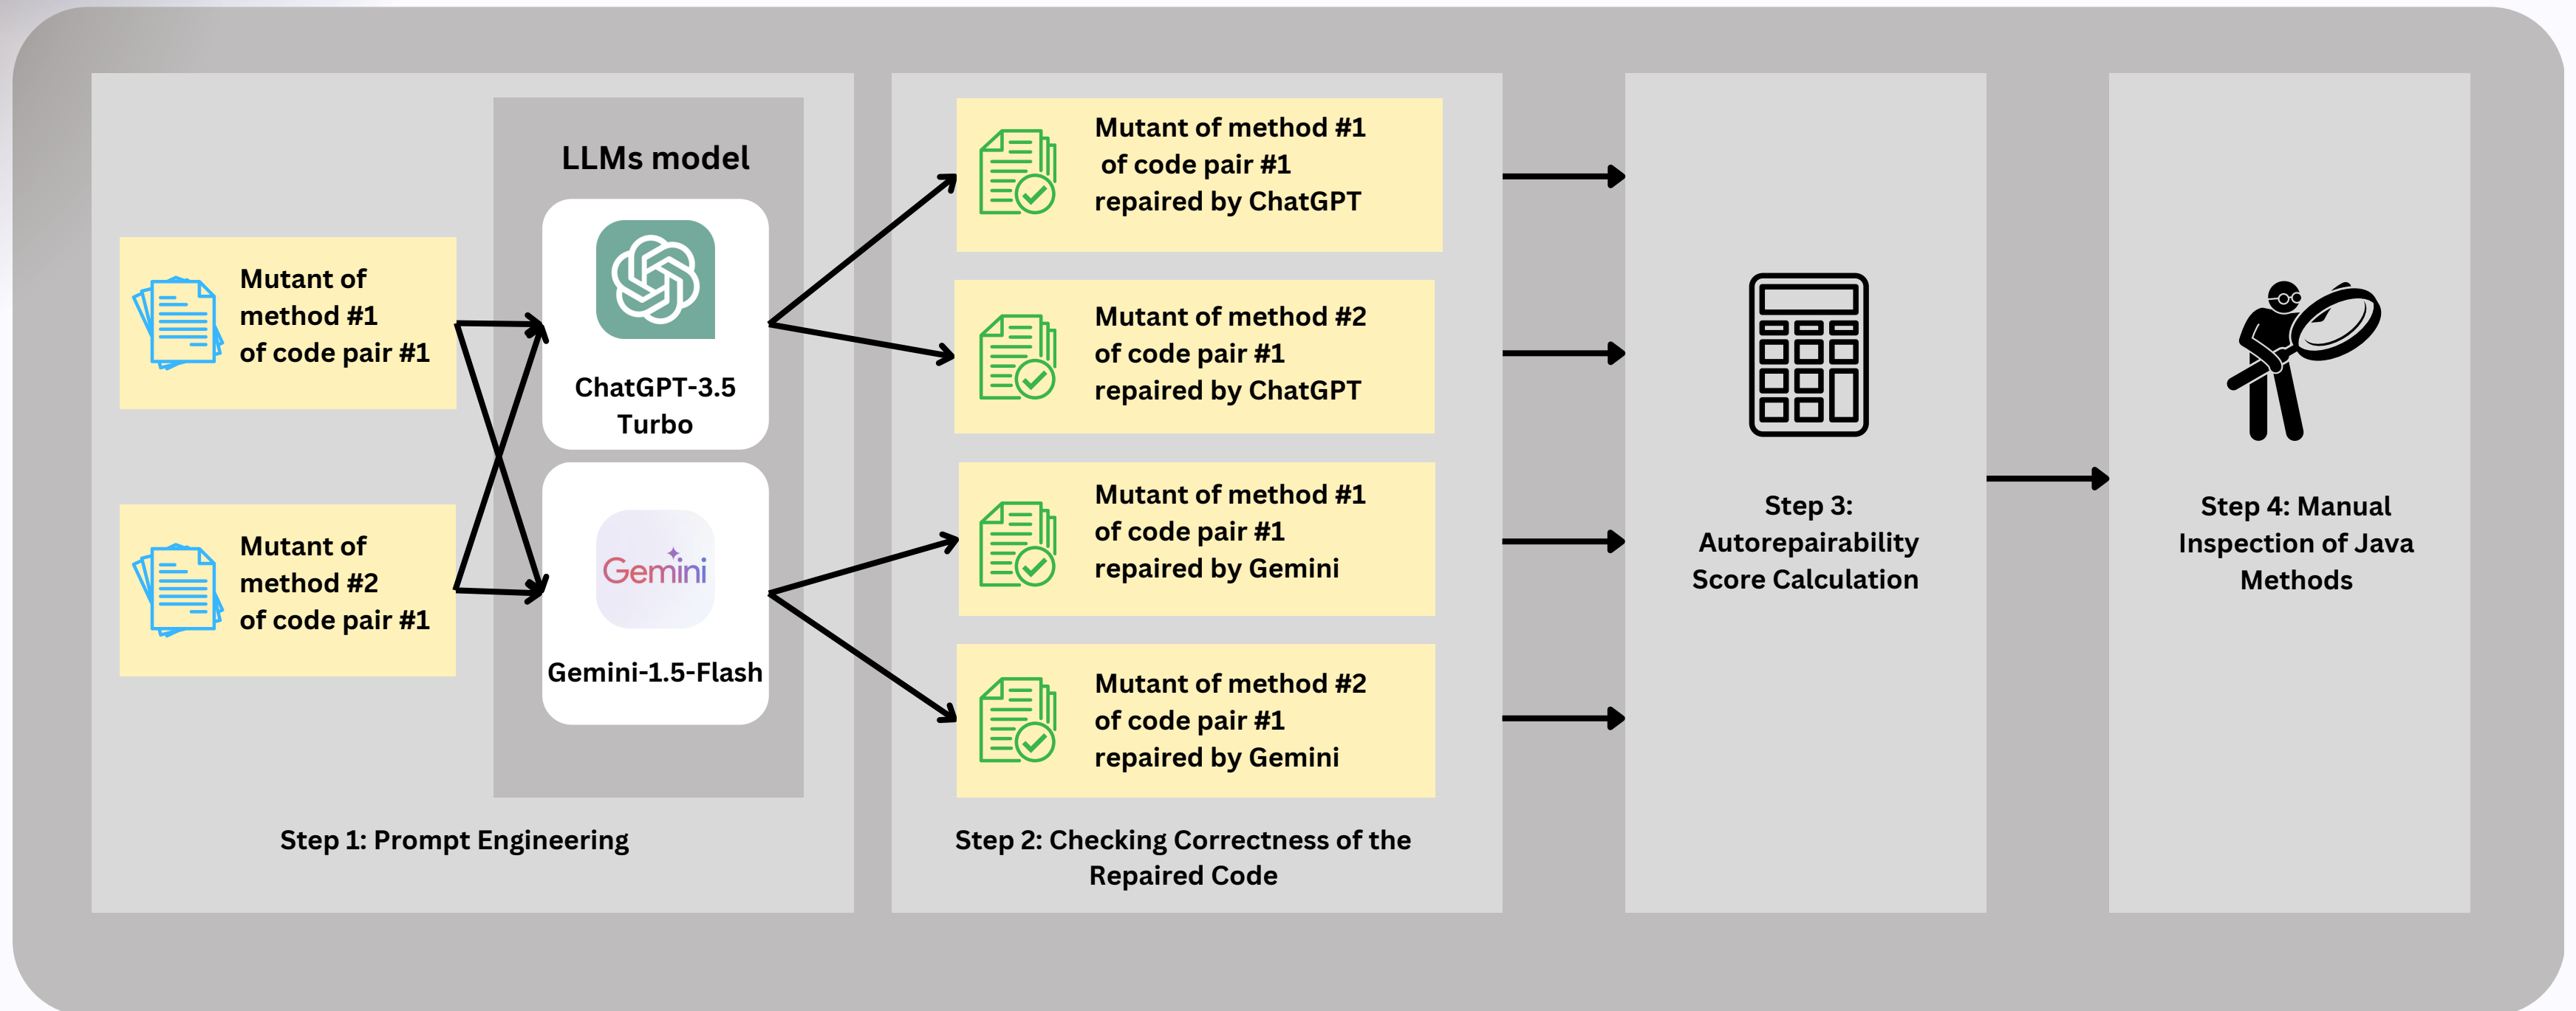 Mutant of
method #1
of code pair #1
Mutant of
method #2
of code pair #1
LLMs model
ChatGPT-3.5
Turbo
Gemini
Gemini-1.5-Flash
Step 1: Prompt Engineering
Mutant of method #1
of code pair #1
repaired by ChatGPT
Mutant of method #2
of code pair #1
repaired by ChatGPT
Mutant of method #1
of code pair #1
repaired by Gemini
Mutant of method #2
of code pair #1
repaired by Gemini
Step 2: Checking Correctness of the
Repaired Code
Step 3:
Autorepairability
Score Calculation
Step 4: Manual
Inspection of Java
Methods